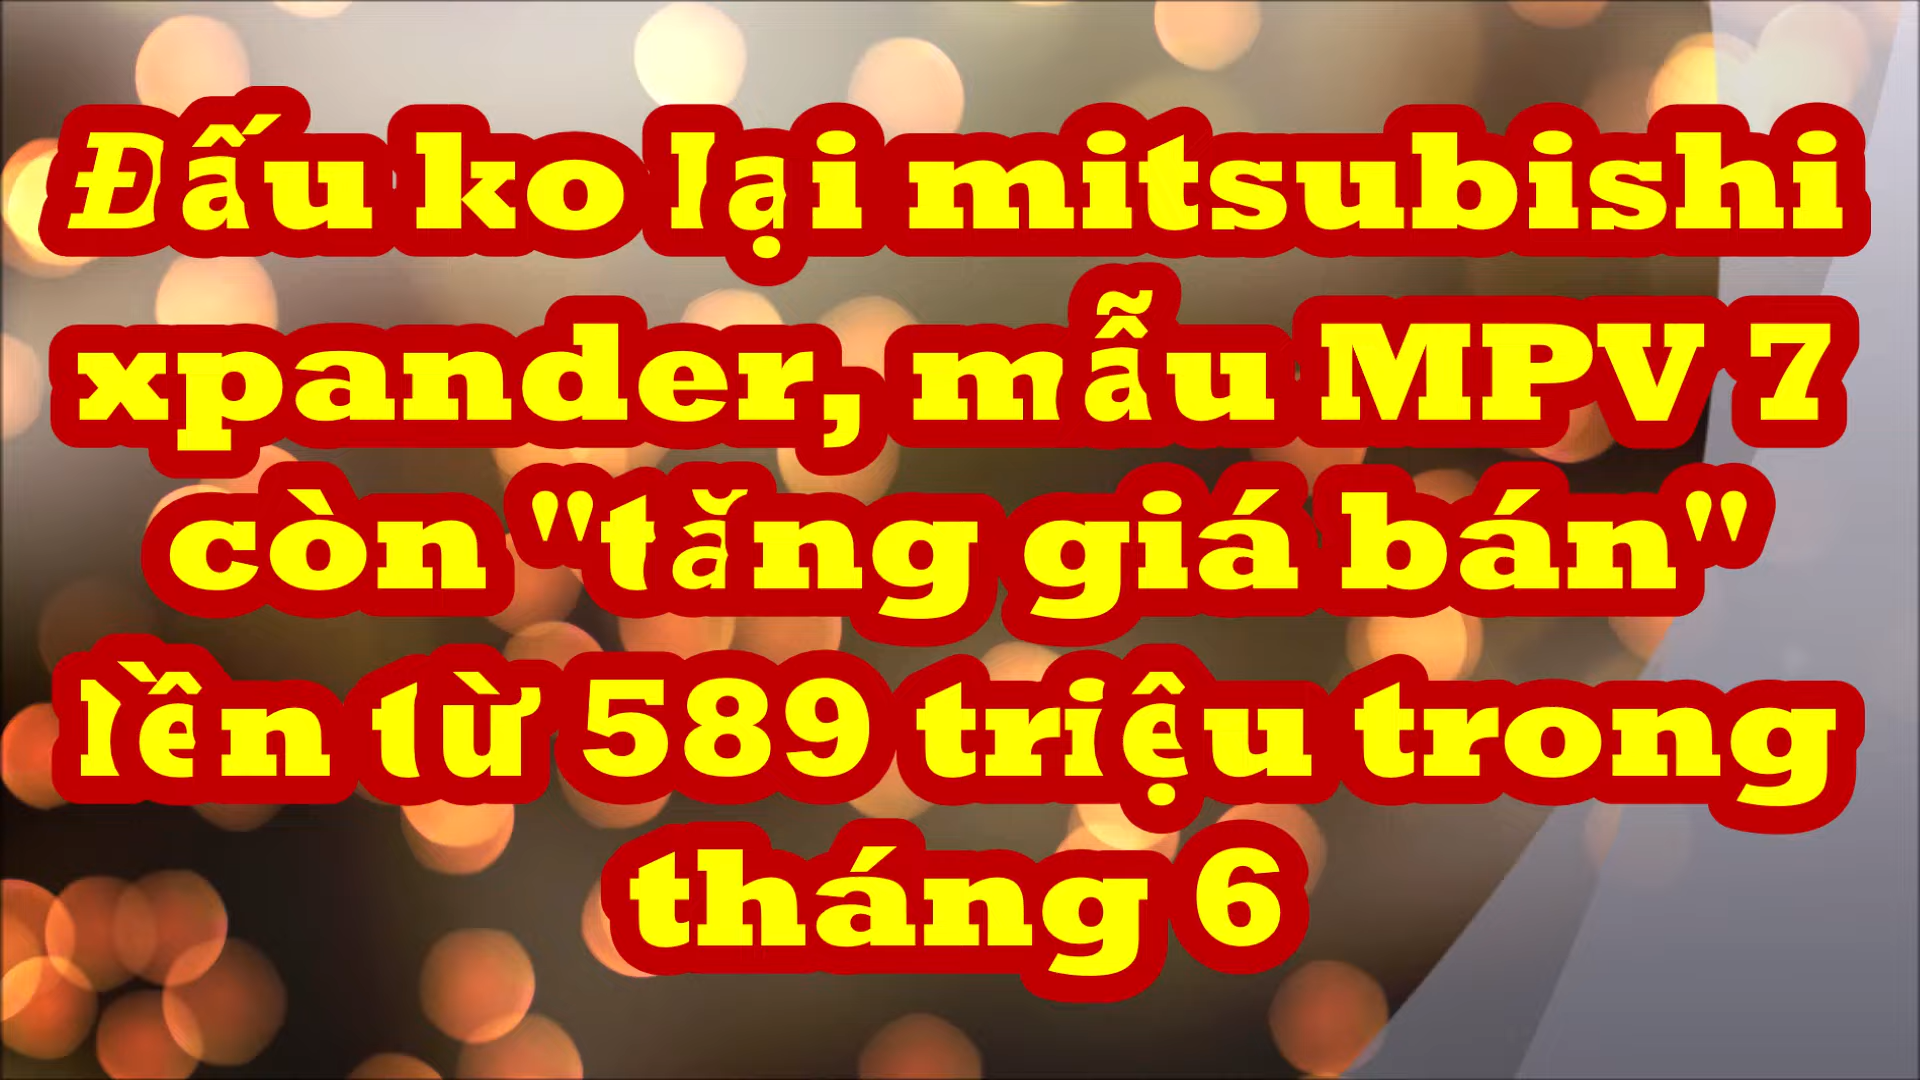 Đấu ko lại mitsubishi
xpander, mẫu MPV 7
còn "tăng giá bán"
lền từ 589 triệu trong
tháng 6